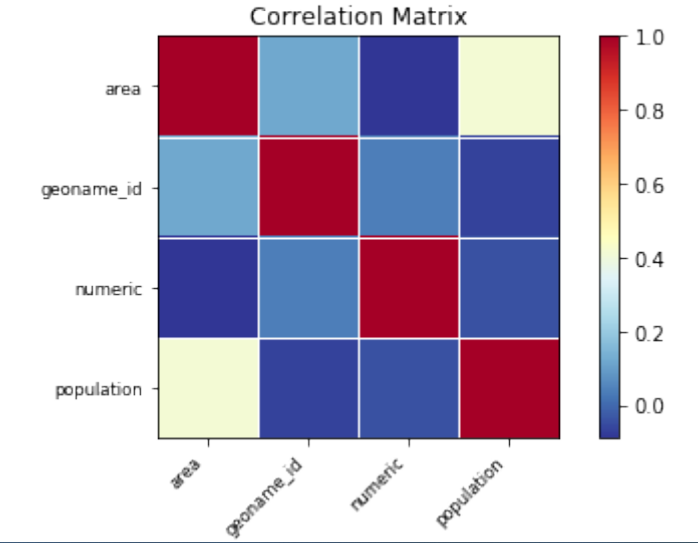 Correlation Matrix
area
geoname_id
numeric
population
area
geoname_id
numeric
population
1.0
0.8
0.6
0.4
0.2
0.0